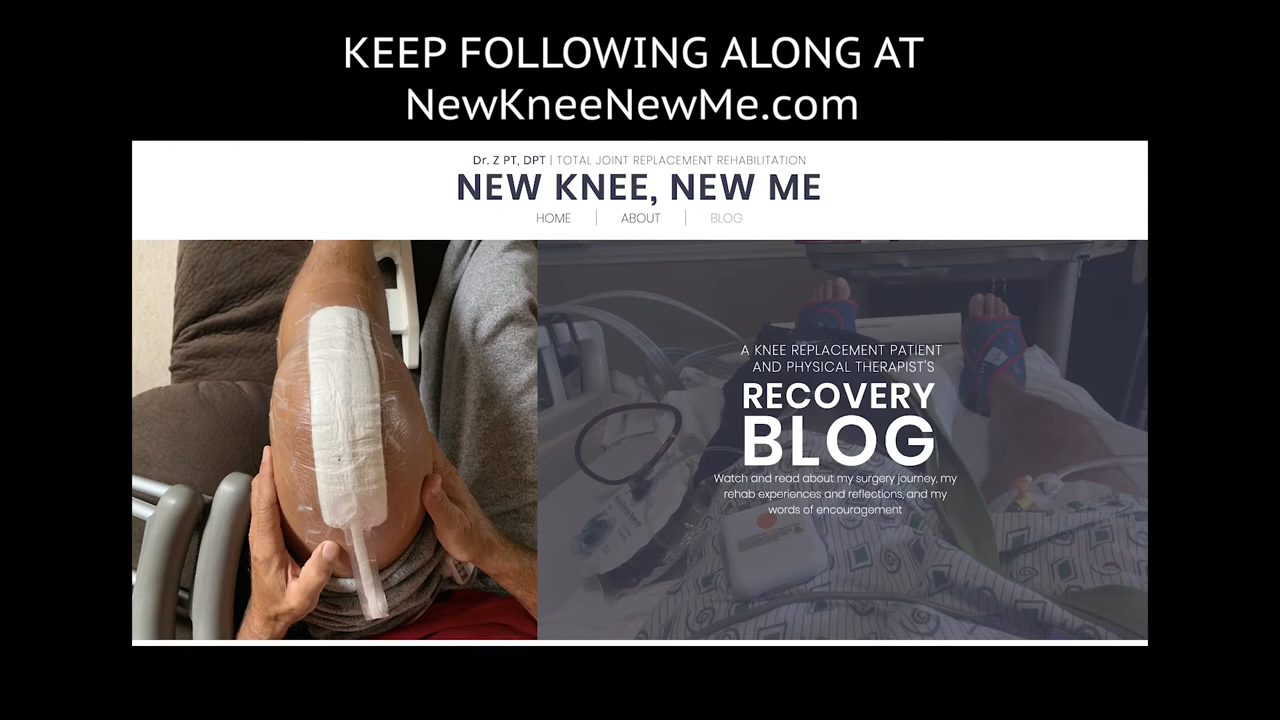 KEEP FOLLOWING ALONG AT
NewKneeNewMe.com
Dr. Z PT, DPT | TOTAL JOINT REPLACEMENT REHABILITATION
NEW KNEE, NEW ME
HOME | ABOUT | BLOG
A KNEE REPLACEMENT PATIENT
AND PHYSICAL THERAPIST'S
RECOVERY
BLOG
Watch and read about my surgery journey, my
rehab experiences and reflections, and my
words of encouragement